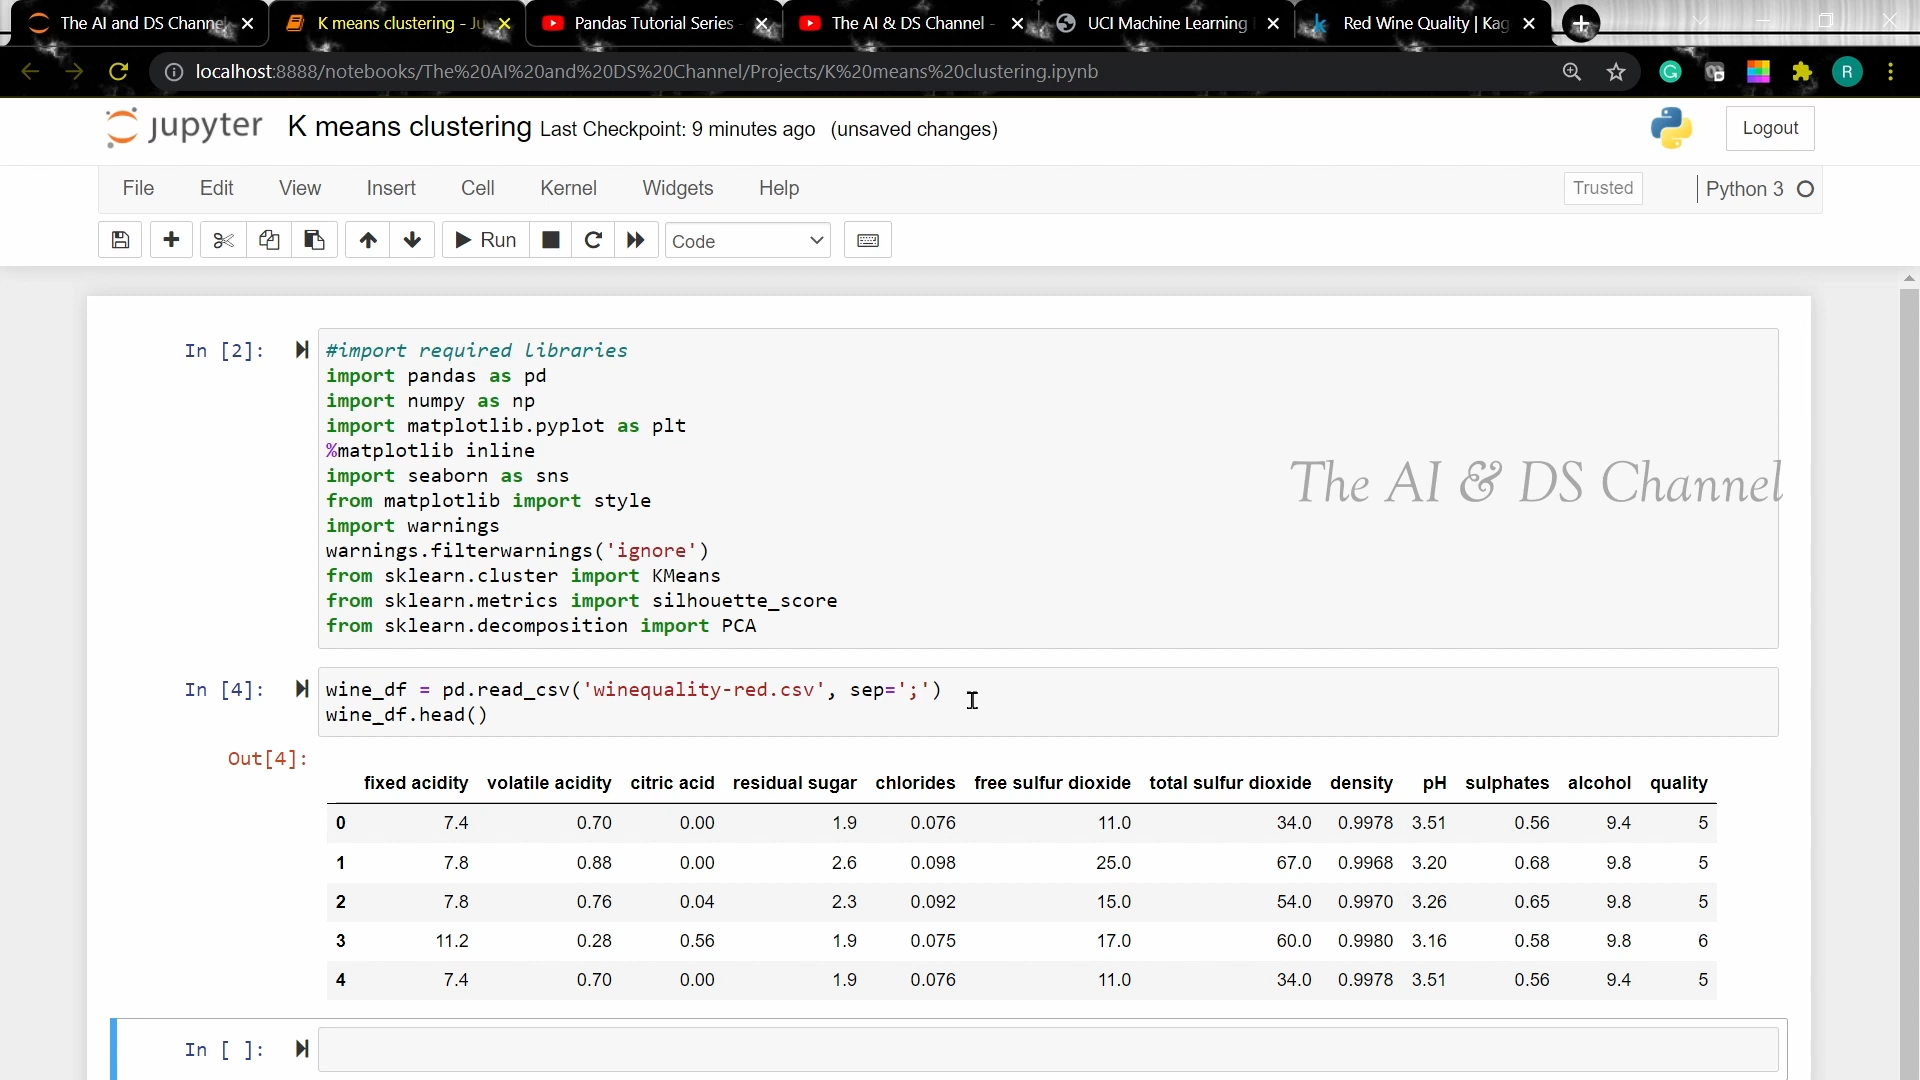 The AI and DS Channel
K means clustering - Ju
Pandas Tutorial Series -
The AI & DS Channel -
UCI Machine Learning
Red Wine Quality | Kag
localhost:8888/notebooks/The%20AI%20and%20DS%20Channel/Projects/K%20means%20clustering.ipynb
R
jupyter K means clustering Last Checkpoint: 9 minutes ago (unsaved changes)
Logout
File Edit View Insert Cell Kernel Widgets Help
Trusted
Python 3
Run
Code
In [2]:
#import required libraries
import pandas as pd
import numpy as np
import matplotlib.pyplot as plt
%matplotlib inline
import seaborn as sns
from matplotlib import style
import warnings
warnings.filterwarnings('ignore')
from sklearn.cluster import KMeans
from sklearn.metrics import silhouette_score
from sklearn.decomposition import PCA
The AI & DS Channel
In [4]:
wine_df = pd.read_csv('winequality-red.csv', sep=';')
wine_df.head()
Out[4]:
fixed acidity volatile acidity citric acid residual sugar chlorides free sulfur dioxide total sulfur dioxide density pH sulphates alcohol quality
0 7.4 0.70 0.00 1.9 0.076 11.0 34.0 0.9978 3.51 0.56 9.4 5
1 7.8 0.88 0.00 2.6 0.098 25.0 67.0 0.9968 3.20 0.68 9.8 5
2 7.8 0.76 0.04 2.3 0.092 15.0 54.0 0.9970 3.26 0.65 9.8 5
3 11.2 0.28 0.56 1.9 0.075 17.0 60.0 0.9980 3.16 0.58 9.8 6
4 7.4 0.70 0.00 1.9 0.076 11.0 34.0 0.9978 3.51 0.56 9.4 5
In [ ]: